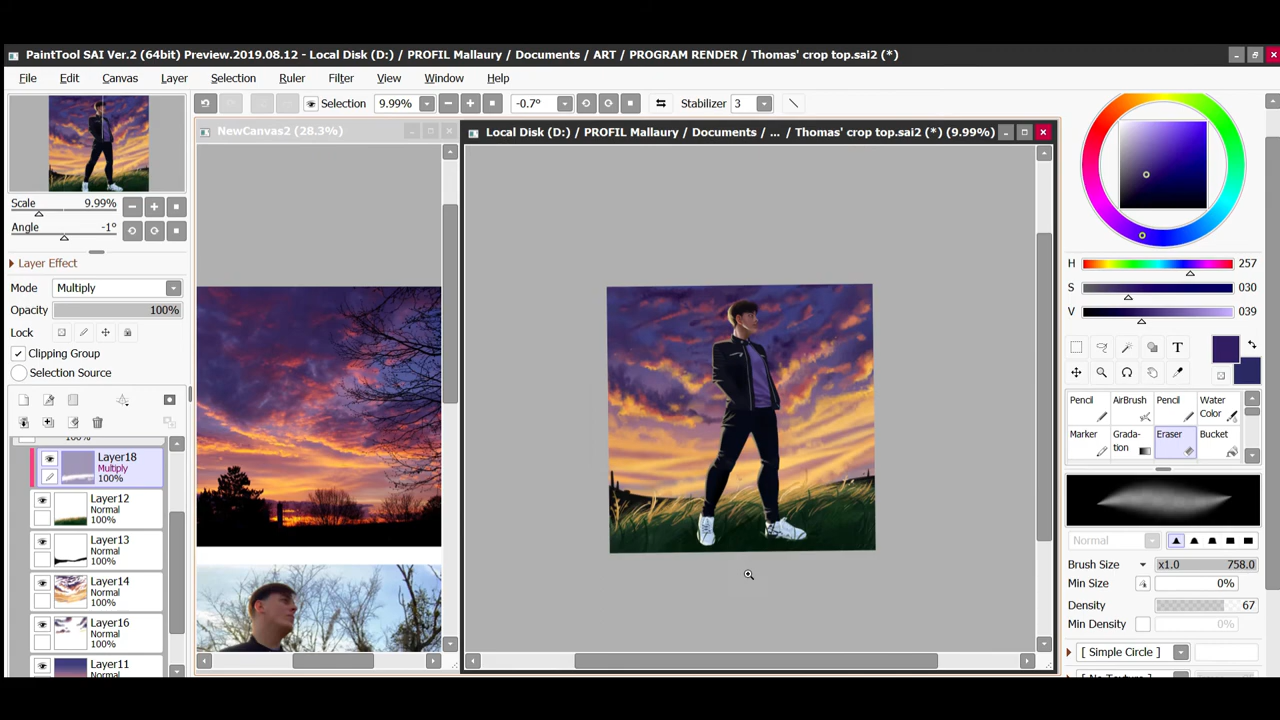 PaintTool SAI Ver.2 (64bit) Preview.2019.08.12 - Local Disk (D:) / PROFIL Mallaury / Documents / ART / PROGRAM RENDER / Thomas' crop top.sai2 (*)
File Edit Canvas Layer Selection Ruler Filter View Window Help
Selection 9.99% -0.7° Stabilizer 3
NewCanvas2 (28.3%)
Local Disk (D:) / PROFIL Mallaury / Documents / ... / Thomas' crop top.sai2 (*) (9.99%)
Scale 9.99%
Angle -1°
Layer Effect
Mode Multiply
Opacity 100%
Lock
Clipping Group
Selection Source
100%
Layer18
Multiply
100%
Layer12
Normal
100%
Layer13
Normal
100%
Layer14
Normal
100%
Layer16
Normal
100%
Layer11
Normal
H 257
S 030
V 039
T
Pencil AirBrush Pencil Water Color
Marker Grada-tion Eraser Bucket
Normal
Brush Size x1.0 758.0
Min Size 0%
Density 67
Min Density 0%
[ Simple Circle ]